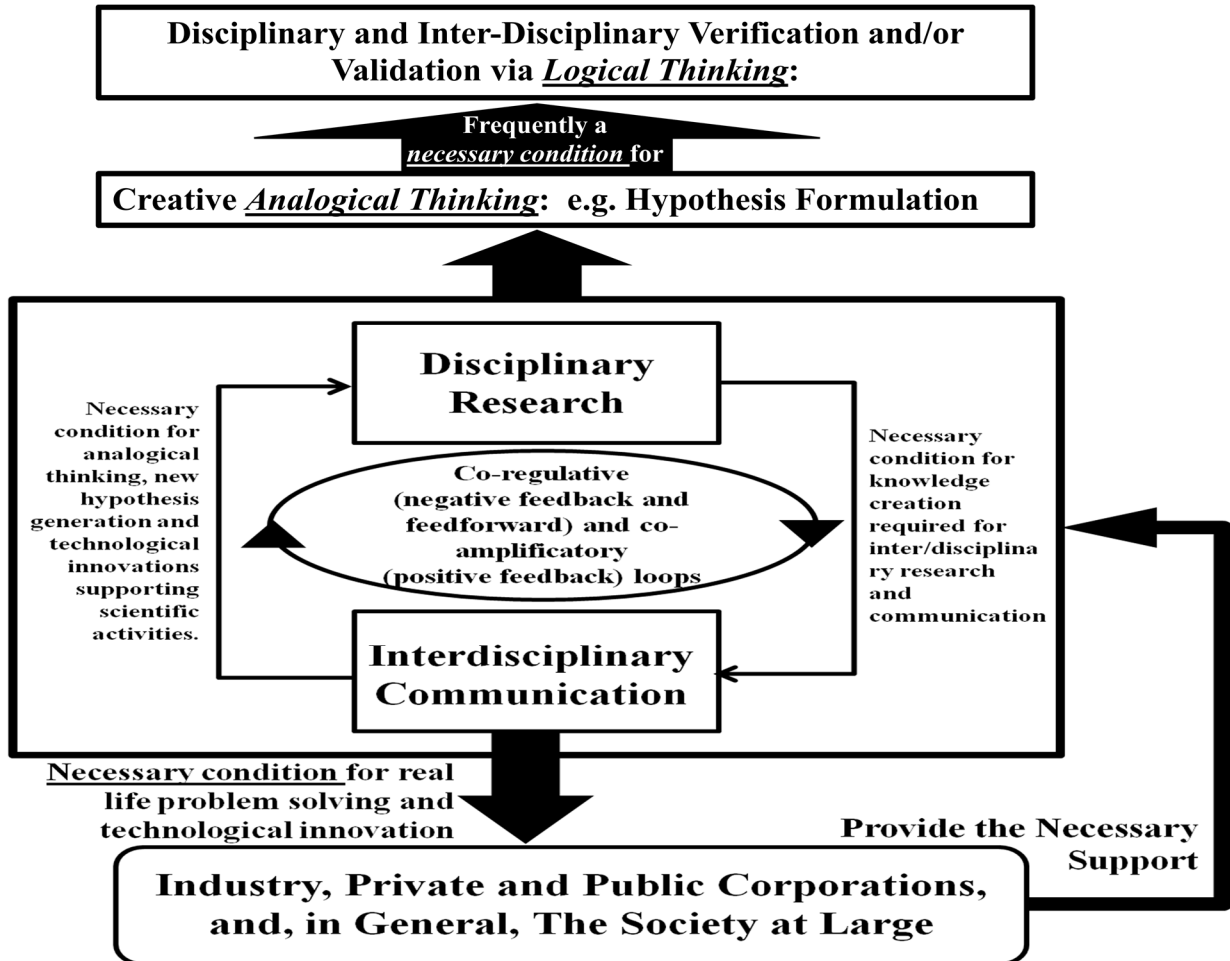 Disciplinary and Inter-Disciplinary Verification and/or
Validation via Logical Thinking:
Frequently a
necessary condition for
Creative Analogical Thinking: e.g. Hypothesis Formulation
Disciplinary
Research
Necessary
condition for
analogical
thinking, new
hypothesis
generation and
technological
innovations
supporting
scientific
activities.
Co-regulative
(negative feedback and
feedforward) and co-
amplificatory
(positive feedback) loops
Necessary
condition for
knowledge
creation
required for
inter/disciplina
ry research
and
communication
Interdisciplinary
Communication
Necessary condition for real
life problem solving and
technological innovation
Provide the Necessary
Support
Industry, Private and Public Corporations,
and, in General, The Society at Large